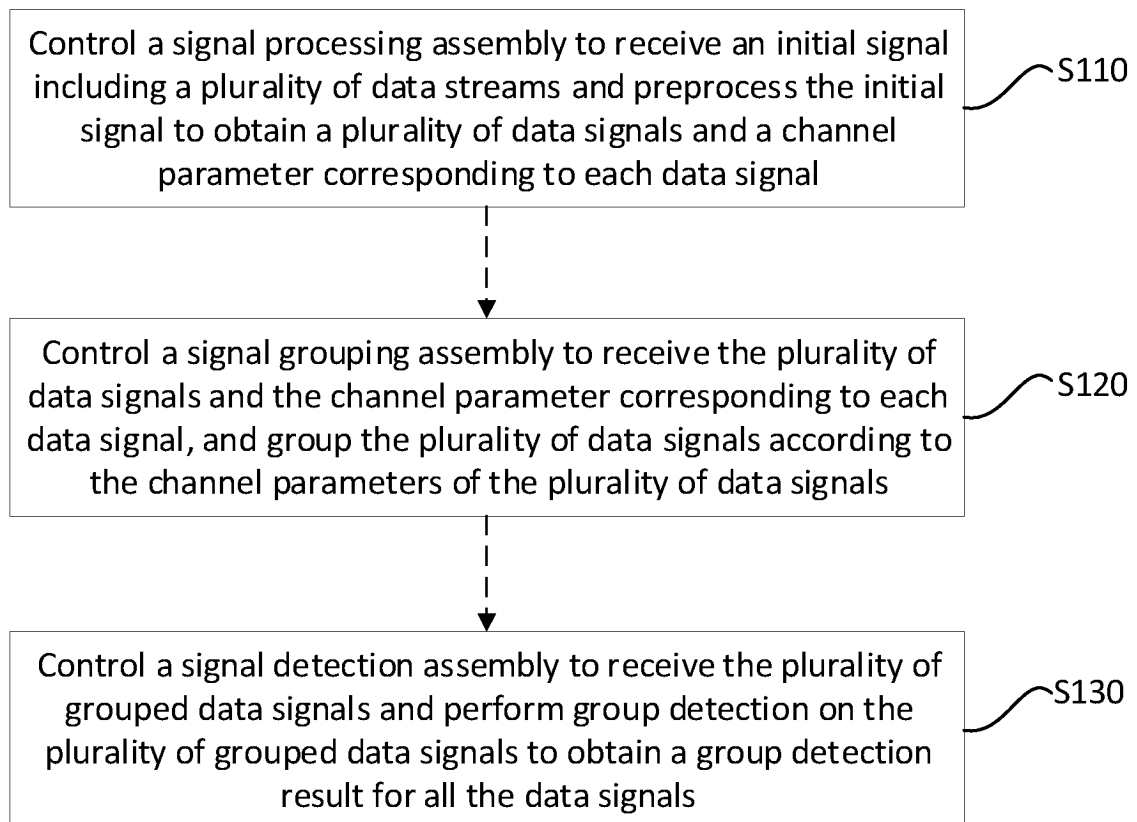 Control a signal processing assembly to receive an initial signal
including a plurality of data streams and preprocess the initial
signal to obtain a plurality of data signals and a channel
parameter corresponding to each data signal
S110
Control a signal grouping assembly to receive the plurality of
data signals and the channel parameter corresponding to each
data signal, and group the plurality of data signals according to
the channel parameters of the plurality of data signals
S120
Control a signal detection assembly to receive the plurality of
grouped data signals and perform group detection on the
plurality of grouped data signals to obtain a group detection
result for all the data signals
S130